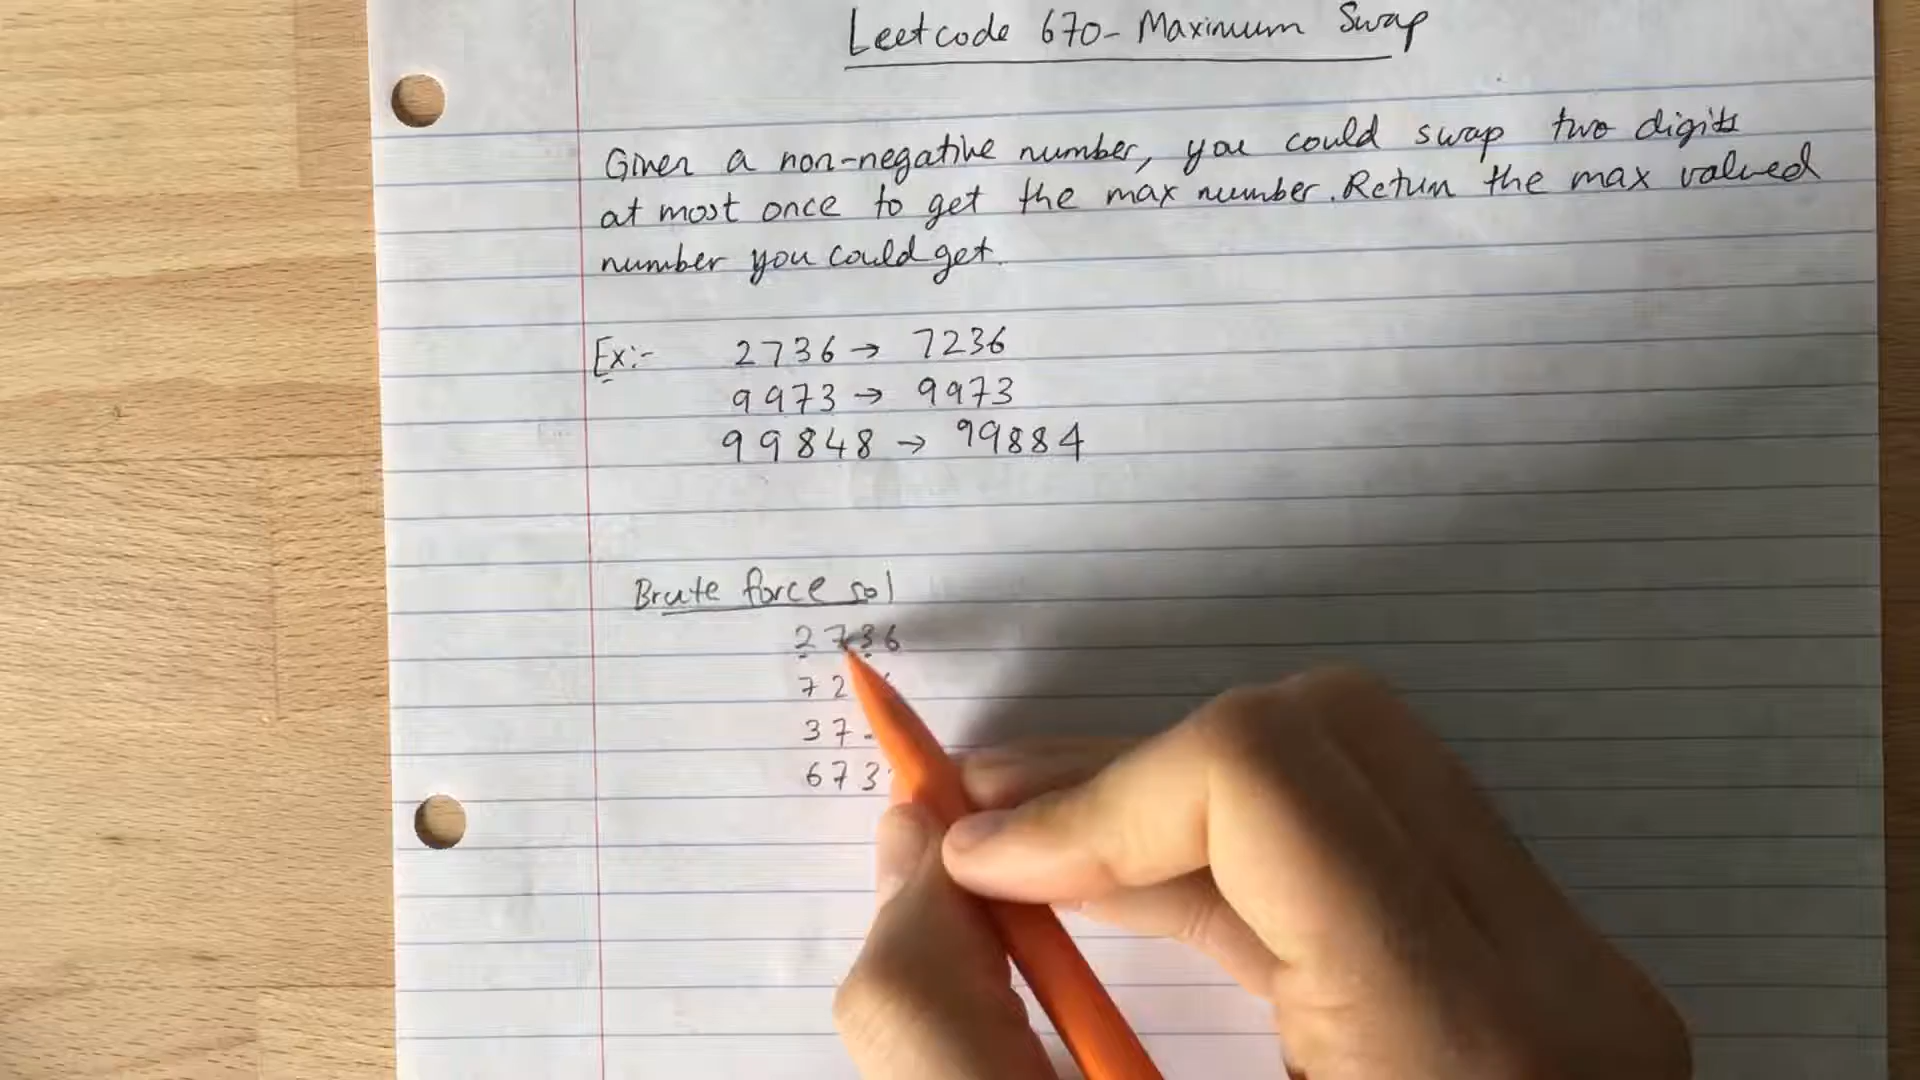 Leetcode 670- Maximum Swap
Given a non-negative number, you could swap two digits
at most once to get the max number. Return the max valued
number you could get.
Ex:- 2736 → 7236
9973 → 9973
99848 → 99884
Brute force sol
2736
72
37
673